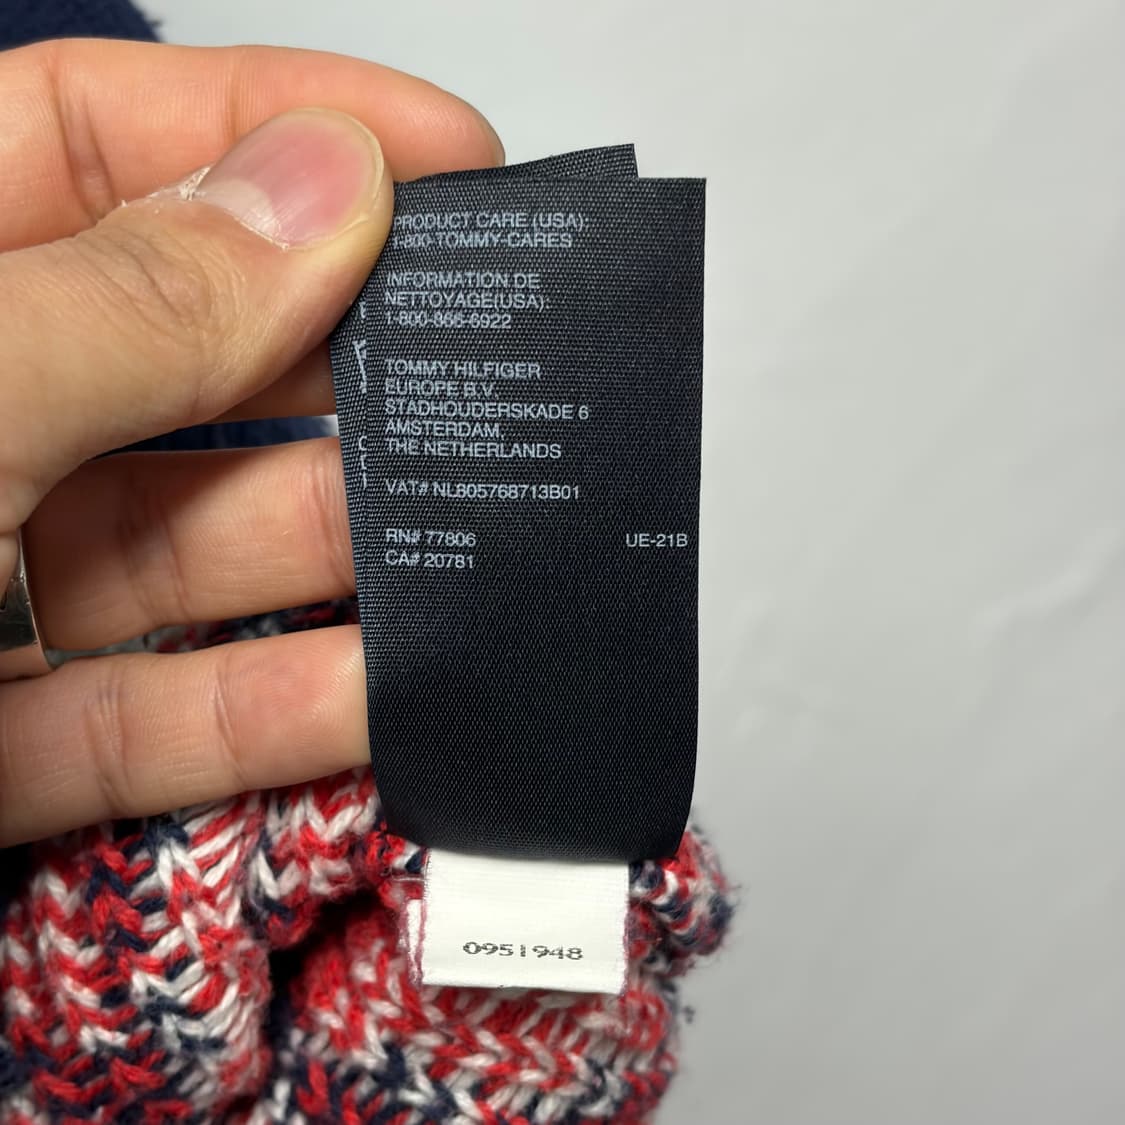 PRODUCT CARE (USA):
1-800-TOMMY-CARES
INFORMATION DE
NETTOYAGE(USA):
1-800-866-6922
TOMMY HILFIGER
EUROPE B.V.
STADHOUDERSKADE 6
AMSTERDAM,
THE NETHERLANDS
VAT# NL805768713B01
RN# 77806 UE-21B
CA# 20781
0951948